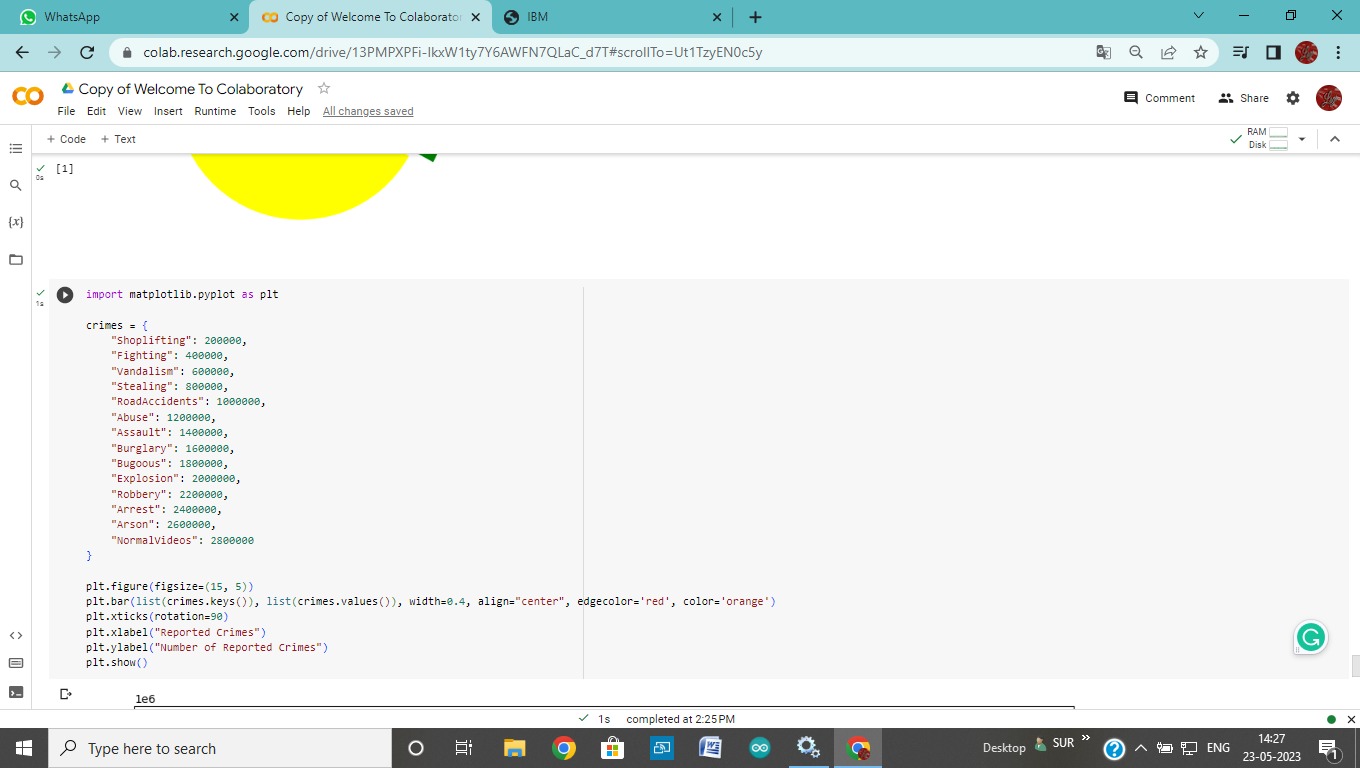 WhatsApp
Copy of Welcome To Colaborator
IBM
colab.research.google.com/drive/13PMPXPFi-IkxW1ty7Y6AWFN7QLaC_d7T#scrollTo=Ut1TzyEN0c5y
Copy of Welcome To Colaboratory
File Edit View Insert Runtime Tools Help All changes saved
Comment Share
+ Code + Text
RAM
Disk
[1]
0s
1s
import matplotlib.pyplot as plt
crimes = {
"Shoplifting": 200000,
"Fighting": 400000,
"Vandalism": 600000,
"Stealing": 800000,
"RoadAccidents": 1000000,
"Abuse": 1200000,
"Assault": 1400000,
"Burglary": 1600000,
"Bugoous": 1800000,
"Explosion": 2000000,
"Robbery": 2200000,
"Arrest": 2400000,
"Arson": 2600000,
"NormalVideos": 2800000
}
plt.figure(figsize=(15, 5))
plt.bar(list(crimes.keys()), list(crimes.values()), width=0.4, align="center", edgecolor='red', color='orange')
plt.xticks(rotation=90)
plt.xlabel("Reported Crimes")
plt.ylabel("Number of Reported Crimes")
plt.show()
1e6
1s completed at 2:25 PM
Type here to search
Desktop
SUR
ENG
14:27
23-05-2023
1